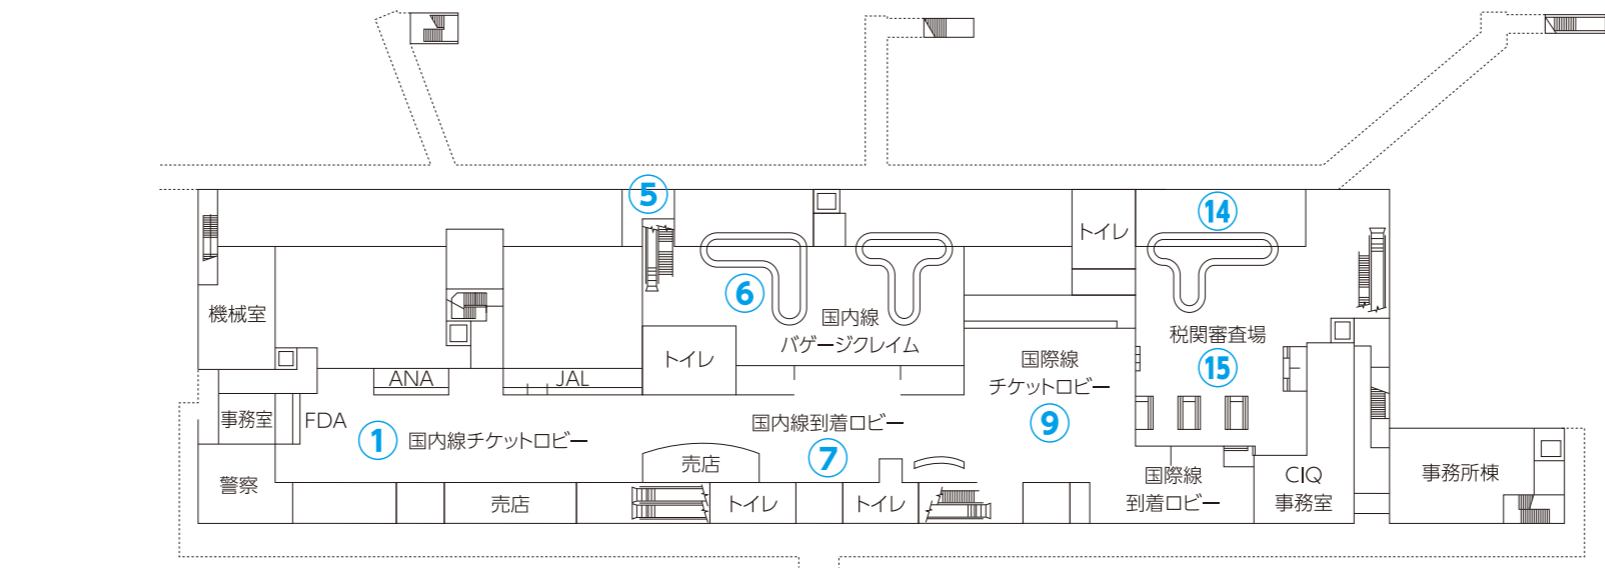 ⑤
⑭
トイレ
⑥
機械室
国内線
バゲージクレイム
税関審査場
⑮
トイレ
国際線
チケットロビー
⑨
ANA
JAL
事務室
FDA
①
国内線チケットロビー
国内線到着ロビー
⑦
売店
警察
売店
トイレ
トイレ
国際線
到着ロビー
CIQ
事務室
事務所棟